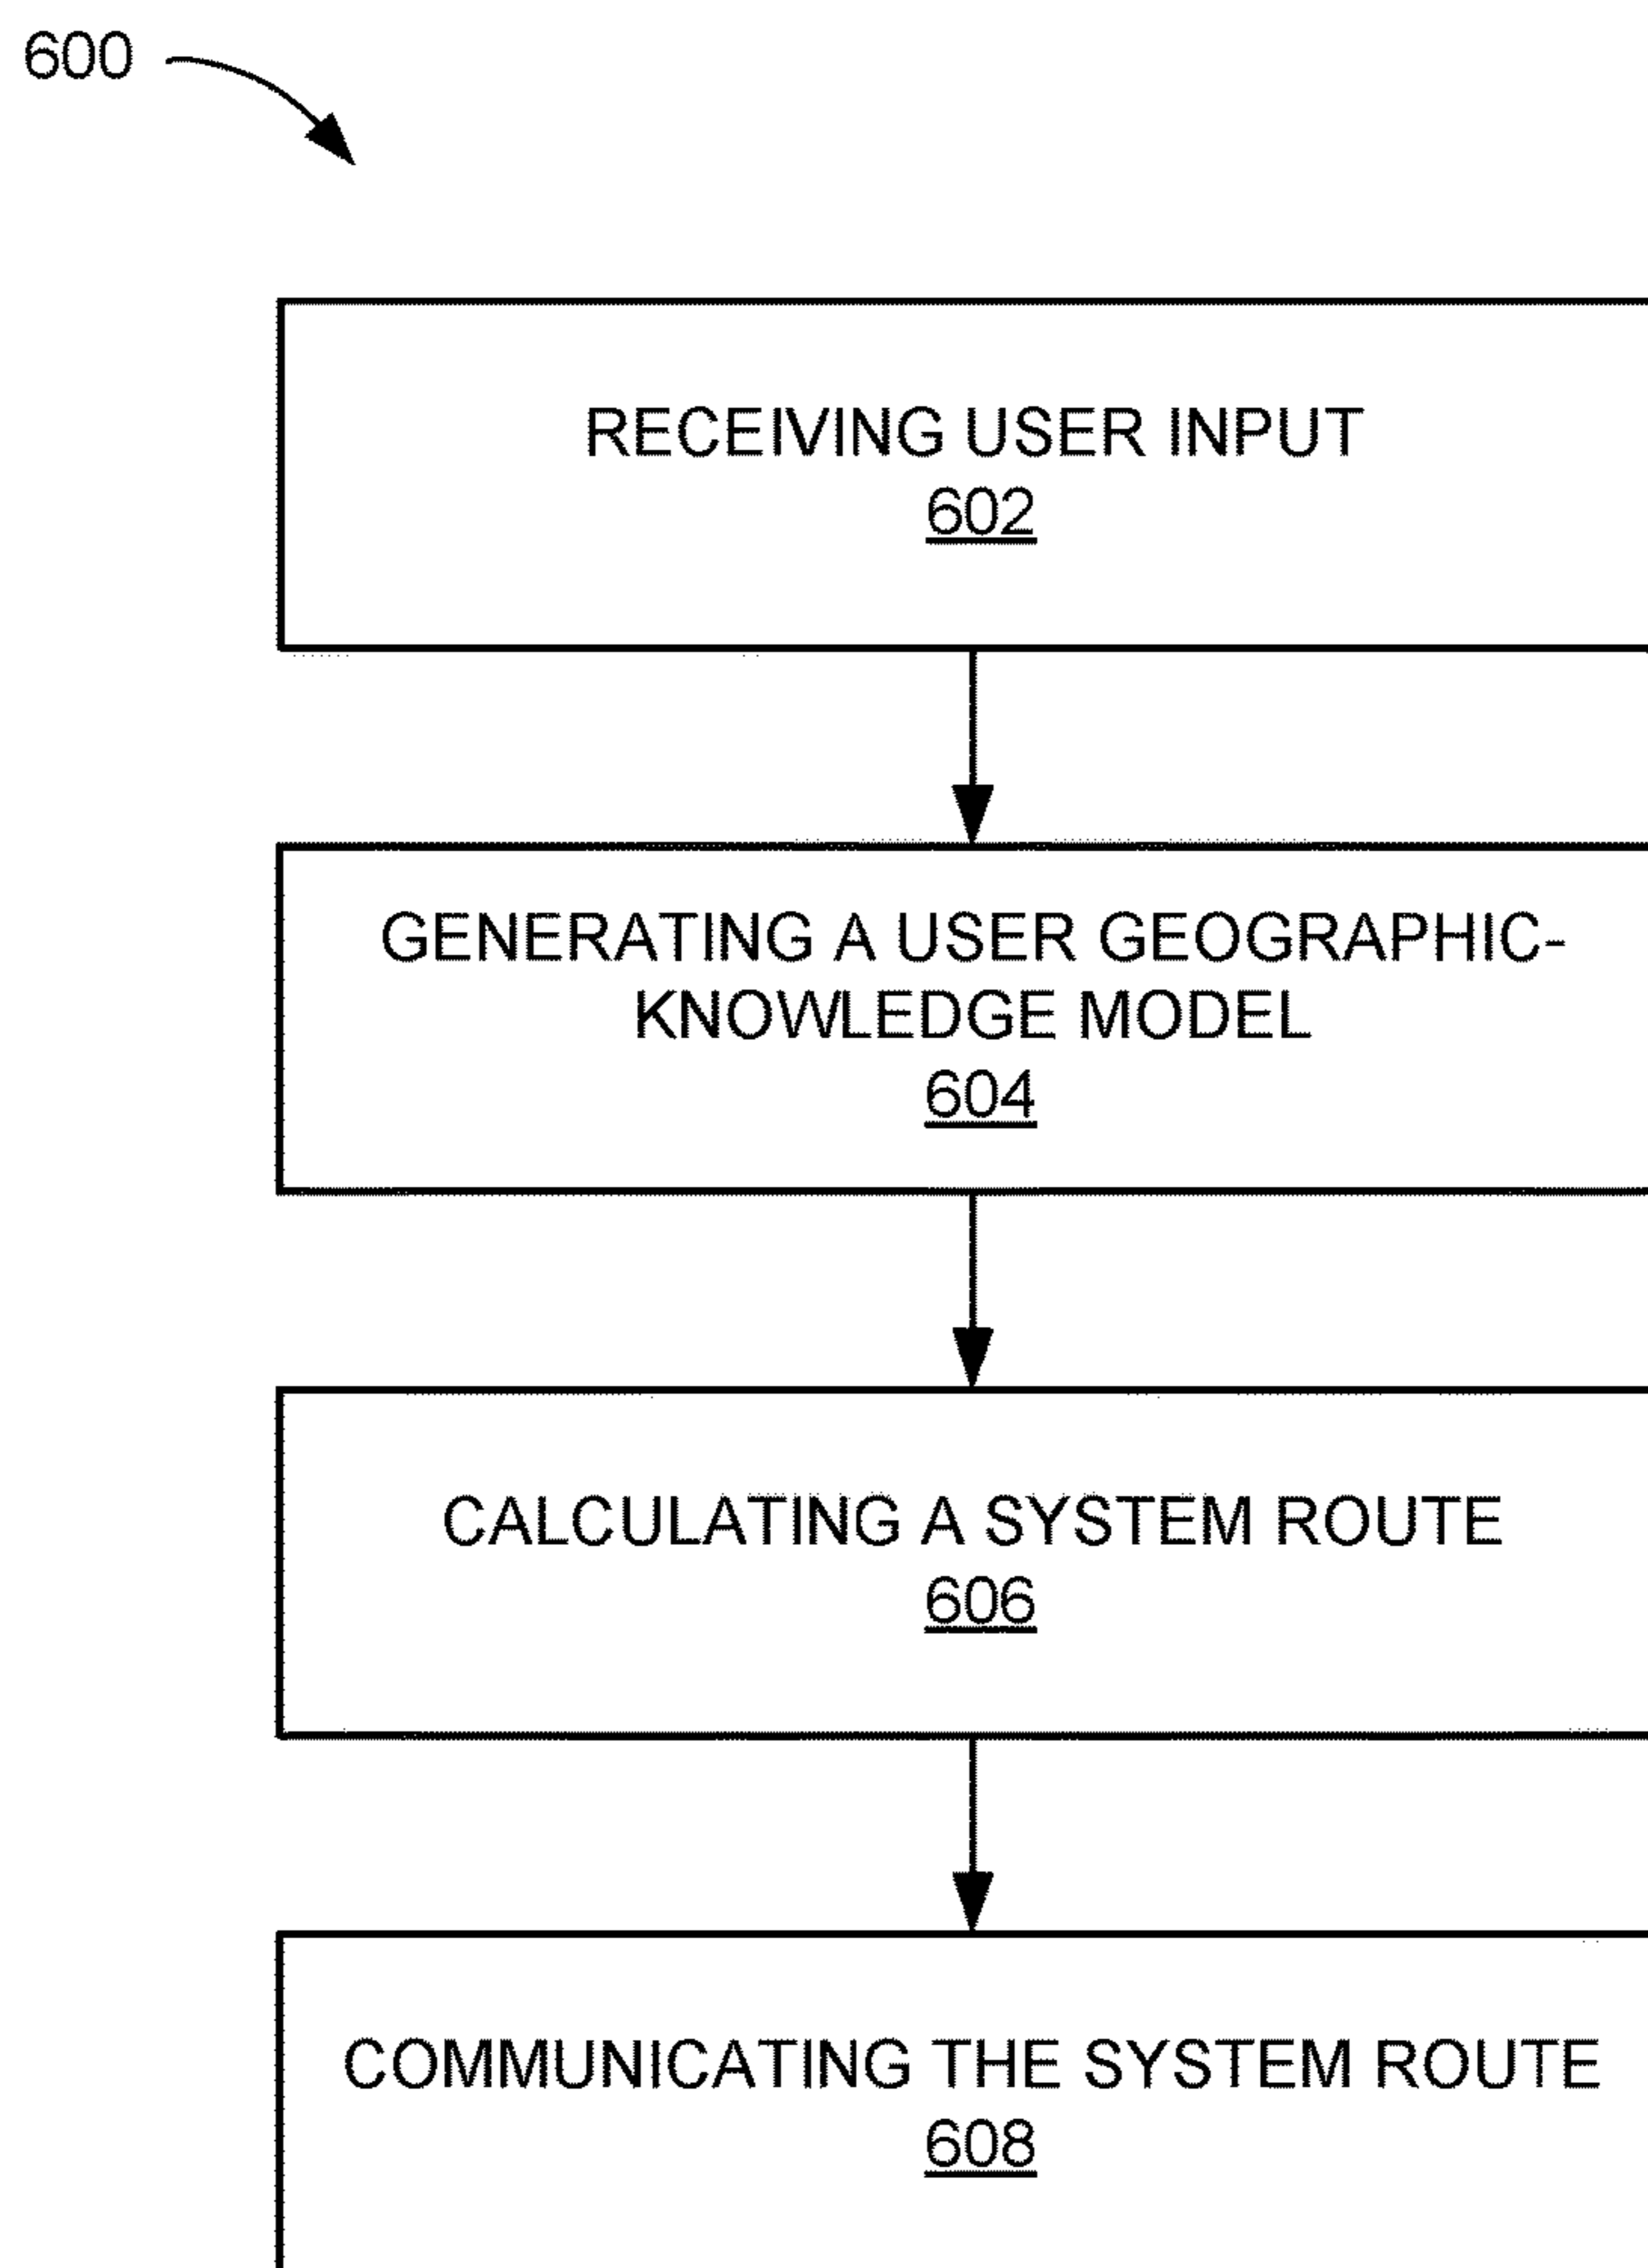 600
RECEIVING USER INPUT
602
GENERATING A USER GEOGRAPHIC-
KNOWLEDGE MODEL
604
CALCULATING A SYSTEM ROUTE
606
COMMUNICATING THE SYSTEM ROUTE
608